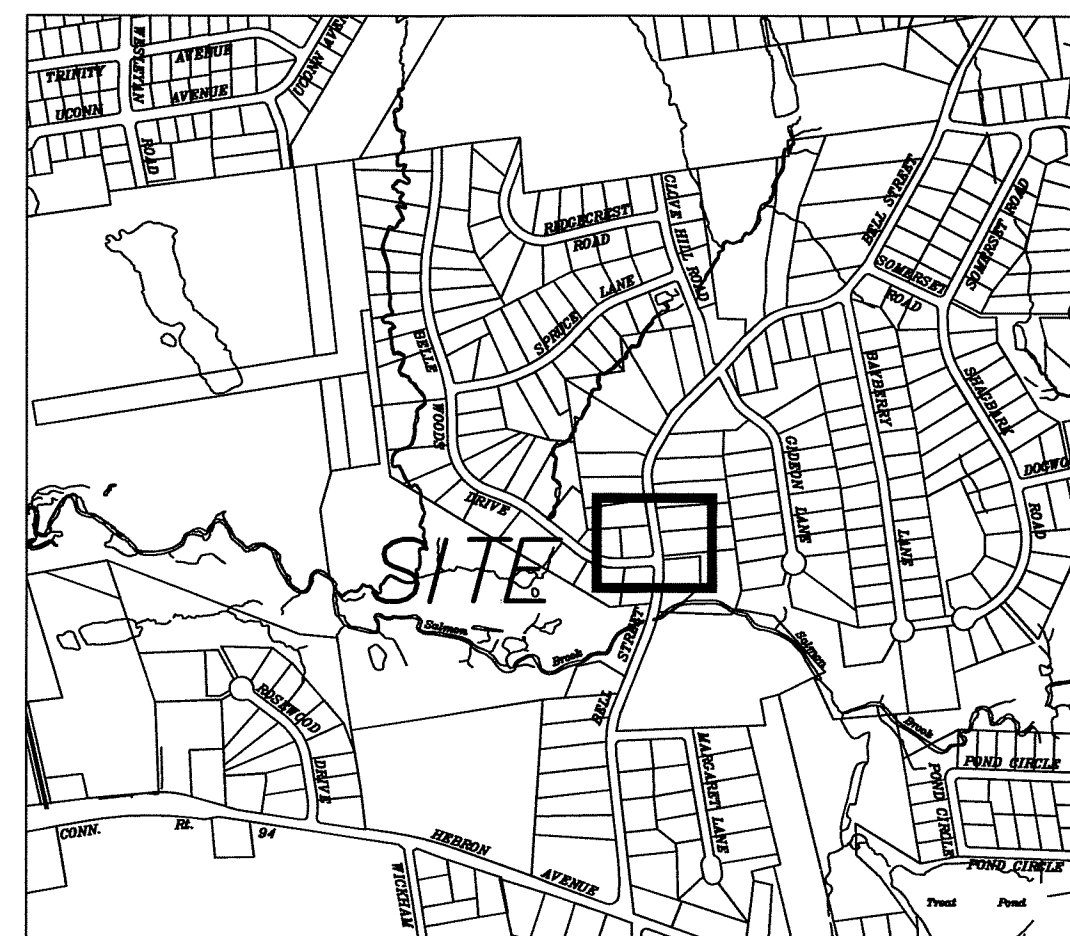 WESLEYAN
ROAD
TRINITY
AVENUE
UCONN
AVENUE
UCONN AVE
RIDGECREST
ROAD
CLOVE HILL ROAD
BELL STREET
SOMERSET ROAD
SOMERSET
ROAD
SPRUCE LANE
BELLE
WOODS
DRIVE
BAYBERRY
LANE
SHAGBARK
ROAD
DOGWO
GIDEON
LANE
SITE
Salmon
Brook
BELL STREET
Salmon
Brook
ROSEWOOD
DRIVE
MARGARET LANE
POND CIRCLE
POND CIRCLE
POND CIRCLE
CONN. Rt. 94
HEBRON
AVENUE
WICKHAM
Treat Pond